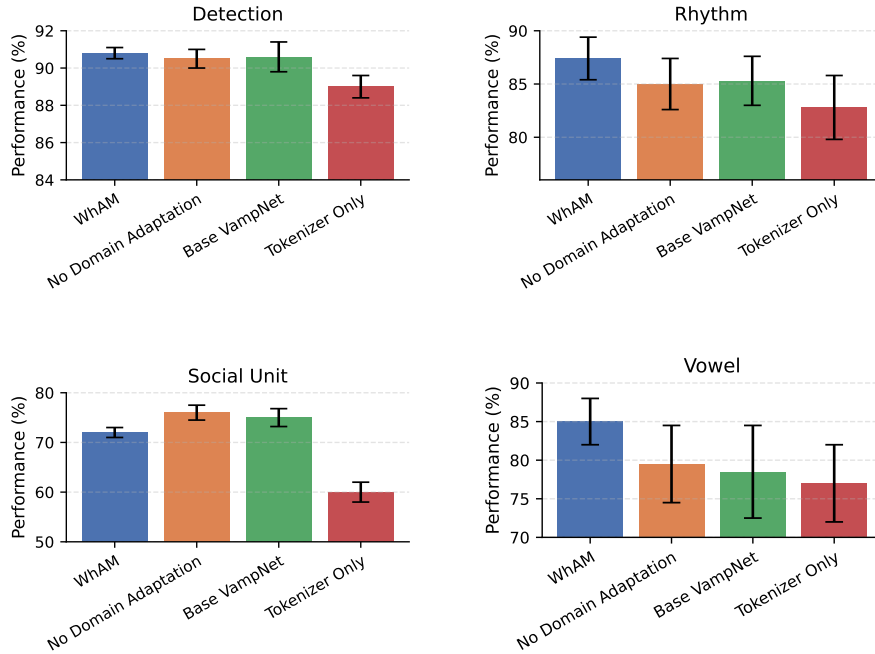 Detection
Performance (%)
92
90
88
86
84
WhAM
No Domain Adaptation
Base VampNet
Tokenizer Only
Rhythm
Performance (%)
90
85
80
WhAM
No Domain Adaptation
Base VampNet
Tokenizer Only
Social Unit
Performance (%)
80
70
60
50
WhAM
No Domain Adaptation
Base VampNet
Tokenizer Only
Vowel
Performance (%)
90
85
80
75
70
WhAM
No Domain Adaptation
Base VampNet
Tokenizer Only